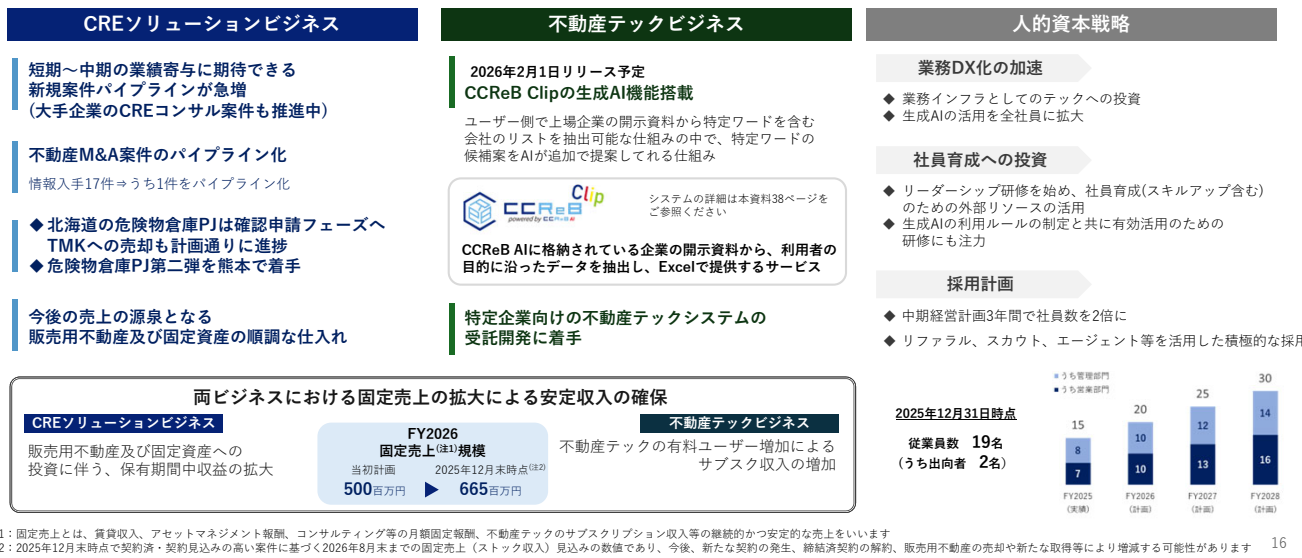 CREソリューションビジネス
短期～中期の業績寄与に期待できる
新規案件パイプラインが急増
(大手企業のCREコンサル案件も推進中)
不動産M&A案件のパイプライン化
情報入手17件⇒うち1件をパイプライン化
◆北海道の危険物倉庫PJは確認申請フェーズへ
TMKへの売却も計画通りに進捗
◆危険物倉庫PJ第二弾を熊本で着手
今後の売上の源泉となる
販売用不動産及び固定資産の順調な仕入れ
不動産テックビジネス
2026年2月1日リリース予定
CCReB Clipの生成AI機能搭載
ユーザー側で上場企業の開示資料から特定ワードを含む
会社のリストを抽出可能な仕組みの中で、特定ワードの
候補案をAIが追加で提案してれる仕組み
CCReB Clip
powered by CCReB AI
システムの詳細は本資料38ページを
ご参照ください
CCReB AIに格納されている企業の開示資料から、利用者の
目的に沿ったデータを抽出し、Excelで提供するサービス
特定企業向けの不動産テックシステムの
受託開発に着手
人的資本戦略
業務DX化の加速
◆ 業務インフラとしてのテックへの投資
◆ 生成AIの活用を全社員に拡大
社員育成への投資
◆ リーダーシップ研修を始め、社員育成(スキルアップ含む)
のための外部リソースの活用
◆ 生成AIの利用ルールの制定と共に有効活用のための
研修にも注力
採用計画
◆ 中期経営計画3年間で社員数を2倍に
◆ リファラル、スカウト、エージェント等を活用した積極的な採用
両ビジネスにおける固定売上の拡大による安定収入の確保
CREソリューションビジネス
販売用不動産及び固定資産への
投資に伴う、保有期間中収益の拡大
FY2026
固定売上(注1)規模
当初計画 2025年12月末時点(注2)
500百万円 ▶ 665百万円
不動産テックビジネス
不動産テックの有料ユーザー増加による
サブスク収入の増加
2025年12月31日時点
従業員数 19名
(うち出向者 2名)
■うち管理部門
■うち営業部門
15 20 25 30
8 10 12 14
7 10 13 16
FY2025 FY2026 FY2027 FY2028
(実績) (計画) (計画) (計画)
1：固定売上とは、賃貸収入、アセットマネジメント報酬、コンサルティング等の月額固定報酬、不動産テックのサブスクリプション収入等の継続的かつ安定的な売上をいいます
2：2025年12月末時点で契約済・契約見込みの高い案件に基づく2026年8月末までの固定売上（ストック収入）見込みの数値であり、今後、新たな契約の発生、締結済契約の解約、販売用不動産の売却や新たな取得等により増減する可能性があります
16